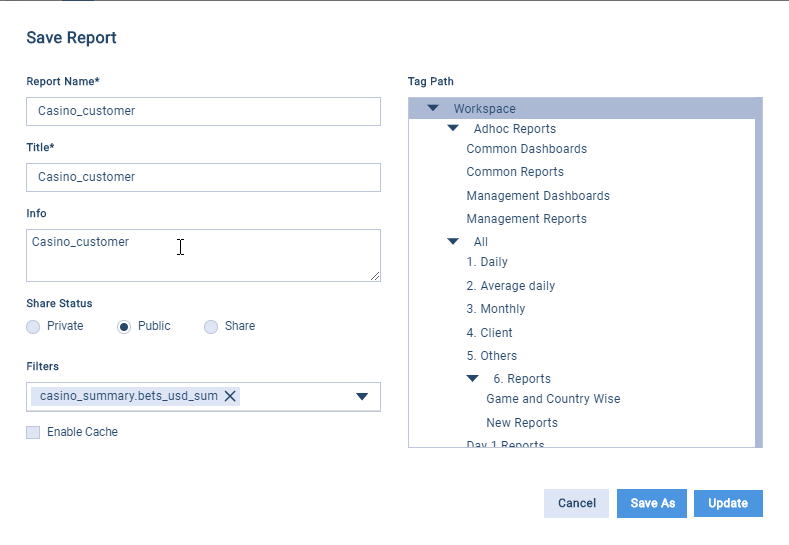 Save Report
Report Name*
Casino_customer
Title*
Casino_customer
Info
Casino_customer
Share Status
Private Public Share
Filters
casino_summary.bets_usd_sum
Enable Cache
Tag Path
Workspace
Adhoc Reports
Common Dashboards
Common Reports
Management Dashboards
Management Reports
All
1. Daily
2. Average daily
3. Monthly
4. Client
5. Others
6. Reports
Game and Country Wise
New Reports
Day 1 Reports
Cancel Save As Update